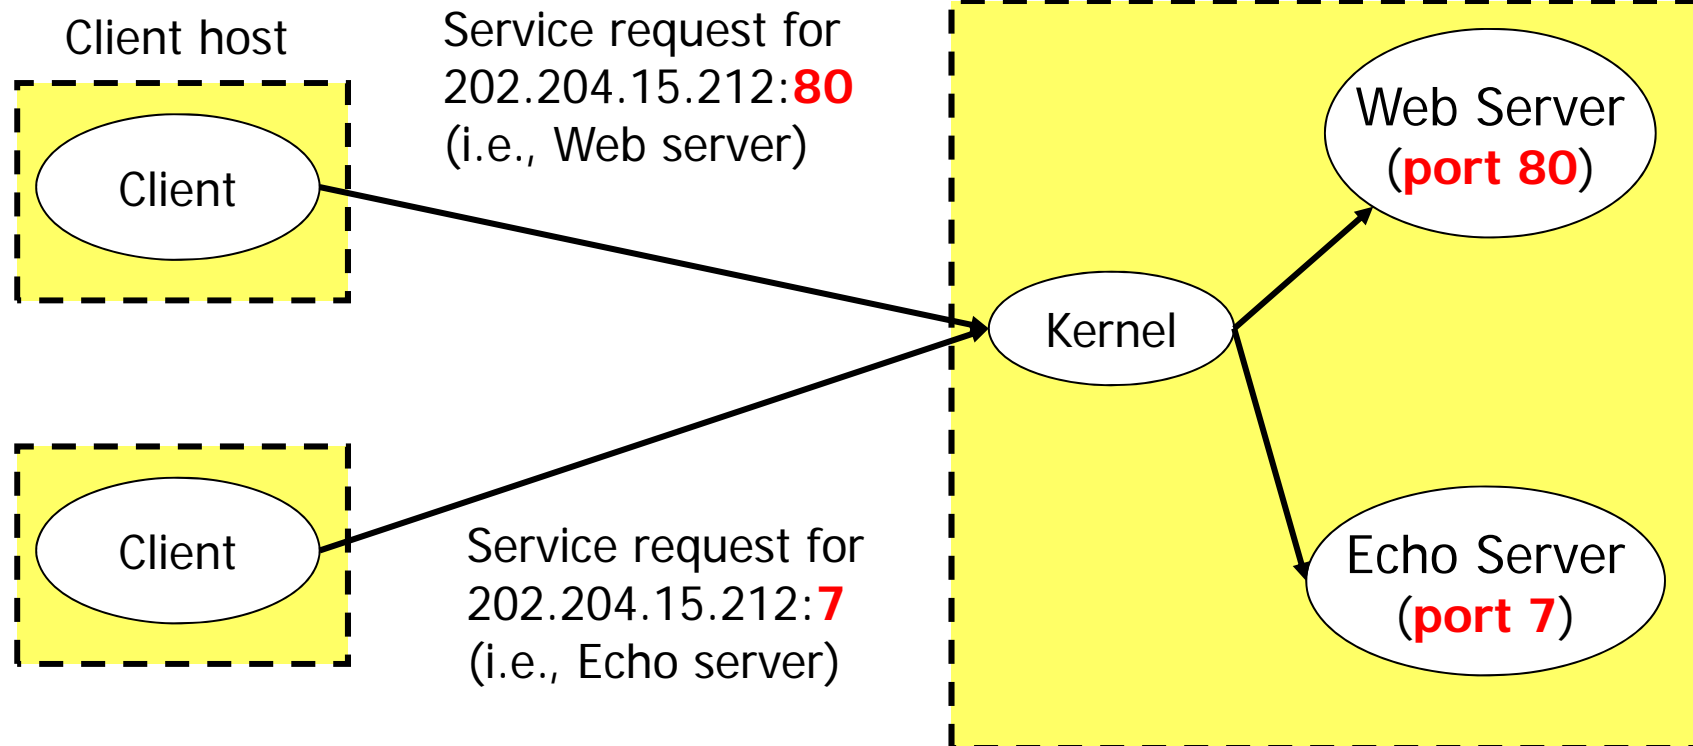 Client host
Client
Service request for
202.204.15.212:80
(i.e., Web server)
Web Server
(port 80)
Kernel
Client
Service request for
202.204.15.212:7
(i.e., Echo server)
Echo Server
(port 7)